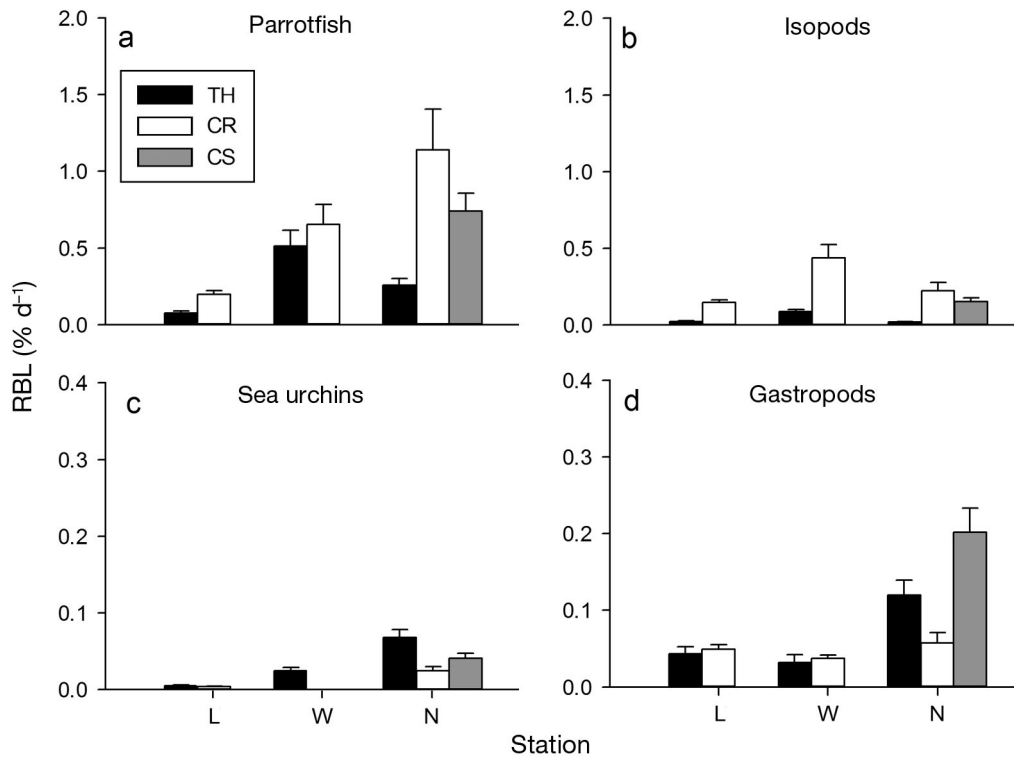 a
Parrotfish
TH
CR
CS
2.0
1.5
1.0
0.5
0.0
b
Isopods
2.0
1.5
1.0
0.5
0.0
RBL (% d⁻¹)
c
Sea urchins
0.4
0.3
0.2
0.1
0.0
L W N
d
Gastropods
0.4
0.3
0.2
0.1
0.0
L W N
Station